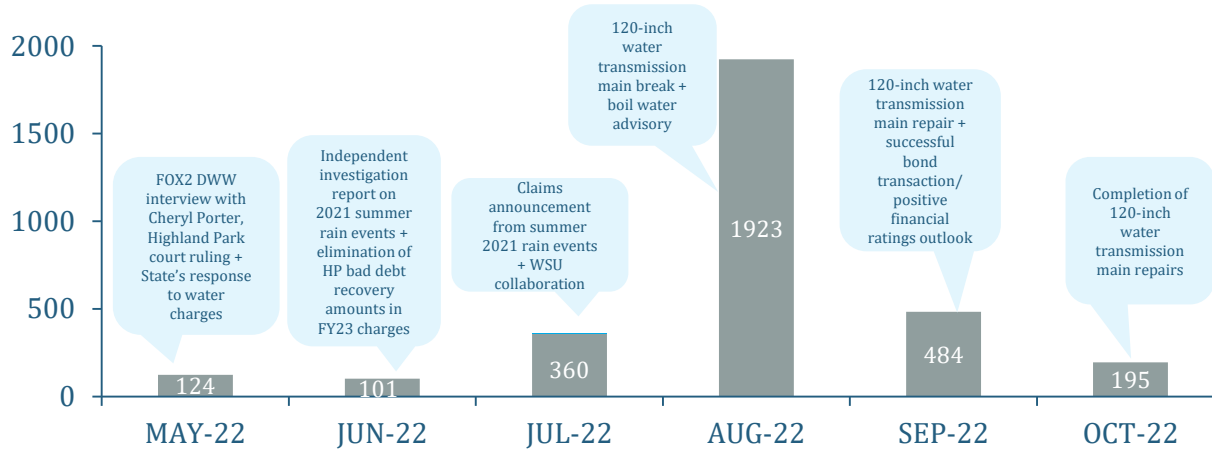 2000
1500
1000
500
0
FOX2 DWW
interview with
Cheryl Porter,
Highland Park
court ruling +
State’s response
to water
charges
Independent
investigation
report on
2021 summer
rain events +
elimination of
HP bad debt
recovery
amounts in
FY23 charges
Claims
announcement
from summer
2021 rain events
+ WSU
collaboration
120-inch
water
transmission
main break +
boil water
advisory
120-inch water
transmission
main repair +
successful
bond
transaction/
positive
financial
ratings outlook
Completion of
120-inch
water
transmission
main repairs
124
101
360
1923
484
195
MAY-22
JUN-22
JUL-22
AUG-22
SEP-22
OCT-22